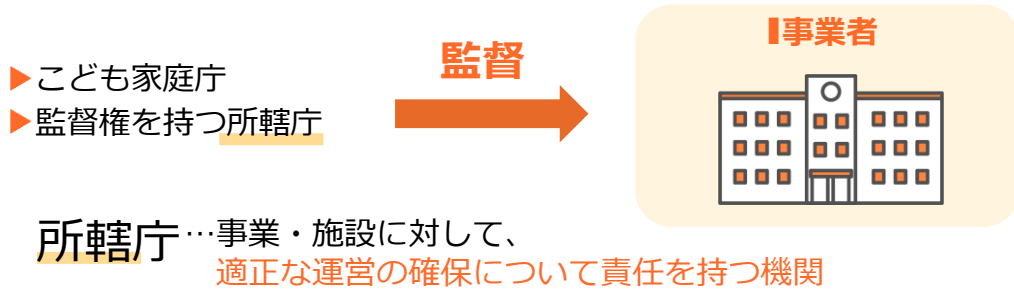 事業者
監督
こども家庭庁
監督権を持つ所轄庁
所轄庁…事業・施設に対して、
適正な運営の確保について責任を持つ機関